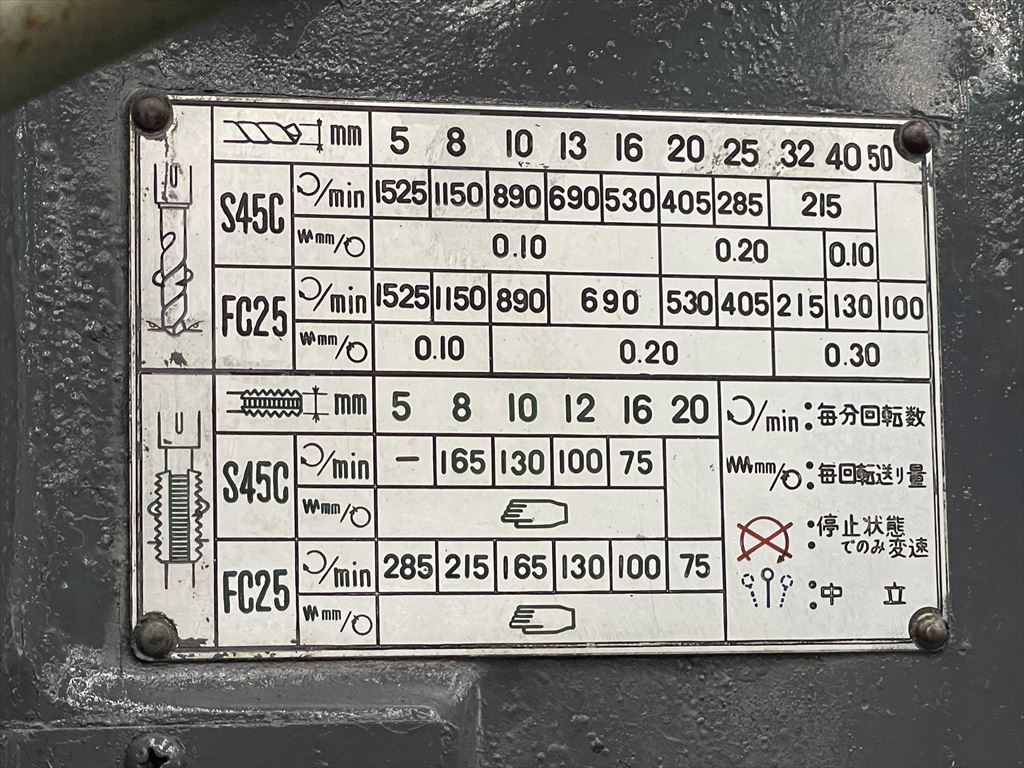 mm 5 8 10 13 16 20 25 32 40 50
S45C /min 1525 1150 890 690 530 405 285 215
mm/ 0.10 0.20 0.10
FC25 /min 1525 1150 890 690 530 405 215 130 100
mm/ 0.10 0.20 0.30
mm 5 8 10 12 16 20
S45C /min – 165 130 100 75
mm/
FC25 /min 285 215 165 130 100 75
mm/
/min : 毎分回転数
mm/ : 毎回転送り量
: 停止状態
でのみ変速
: 中 立